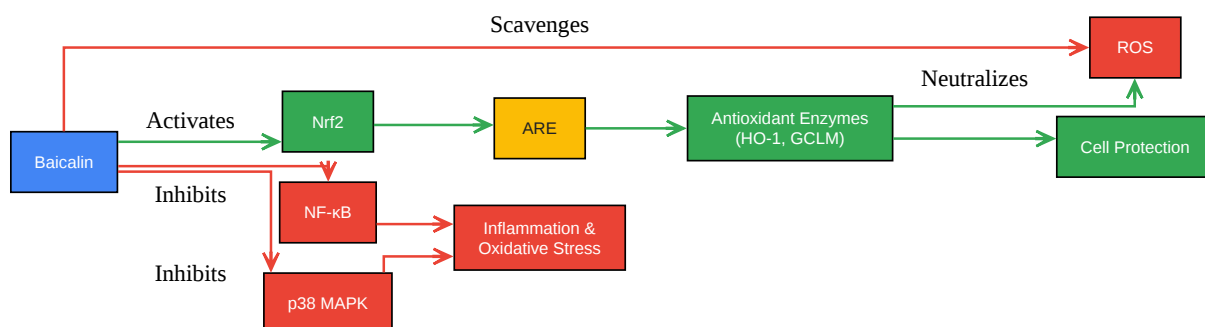 Scavenges
ROS
Neutralizes
Activates
Nrf2
ARE
Antioxidant Enzymes
(HO-1, GCLM)
Cell Protection
Baicalin
Inhibits
NF-κB
Inflammation &
Oxidative Stress
Inhibits
p38 MAPK